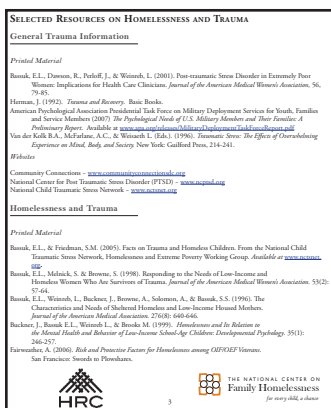 SELECTED RESOURCES ON HOMELESSNESS AND TRAUMA
General Trauma Information
Printed Material
Bassuk, E.L., Dawson, R., Perloff, J., & Weinreb, L. (2001). Post-traumatic Stress Disorder in Extremely Poor
Women: Implications for Health Care Clinicians. Journal of the American Medical Women's Association, 56,
79-85.
Herman, J. (1992). Trauma and Recovery. Basic Books.
American Psychological Association Presidential Task Force on Military Deployment Services for Youth, Families
and Service Members (2007) The Psychological Needs of U.S. Military Members and Their Families: A
Preliminary Report. Available at www.apa.org/releases/MilitaryDeploymentTaskForceReport.pdf
Van der Kolk B.A., McFarlane, A.C., & Weisaeth L. (Eds.). (1996). Traumatic Stress: The Effects of Overwhelming
Experience on Mind, Body, and Society. New York: Guilford Press, 214-241.
Websites
Community Connections - www.communityconnectionsdc.org
National Center for Post Traumatic Stress Disorder (PTSD) - www.ncptsd.org
National Child Traumatic Stress Network - www.nctsnet.org
Homelessness and Trauma
Printed Material
Bassuk, E.L., & Friedman, S.M. (2005). Facts on Trauma and Homeless Children. From the National Child
Traumatic Stress Network, Homelessness and Extreme Poverty Working Group. Available at www.nctsnet.
org.
Bassuk, E.L., Melnick, S. & Browne, S. (1998). Responding to the Needs of Low-Income and
Homeless Women Who Are Survivors of Trauma. Journal of the American Medical Women's Association. 53(2):
57-64.
Bassuk, E.L., Weinreb, L., Buckner, J., Browne, A., Solomon, A., & Bassuk, S.S. (1996). The
Characteristics and Needs of Sheltered Homeless and Low-Income Housed Mothers.
Journal of the American Medical Association. 276(8): 640-646.
Buckner, J., Bassuk E.L., Weinreb L., & Brooks M. (1999). Homelessness and Its Relation to
the Mental Health and Behavior of Low-Income School-Age Children: Developmental Psychology. 35(1):
246-257.
Fairweather, A. (2006). Risk and Protective Factors for Homelessness among OIF/OEF Veterans.
San Francisco: Swords to Plowshares.
HRC
3
THE NATIONAL CENTER ON
Family Homelessness
for every child, a chance